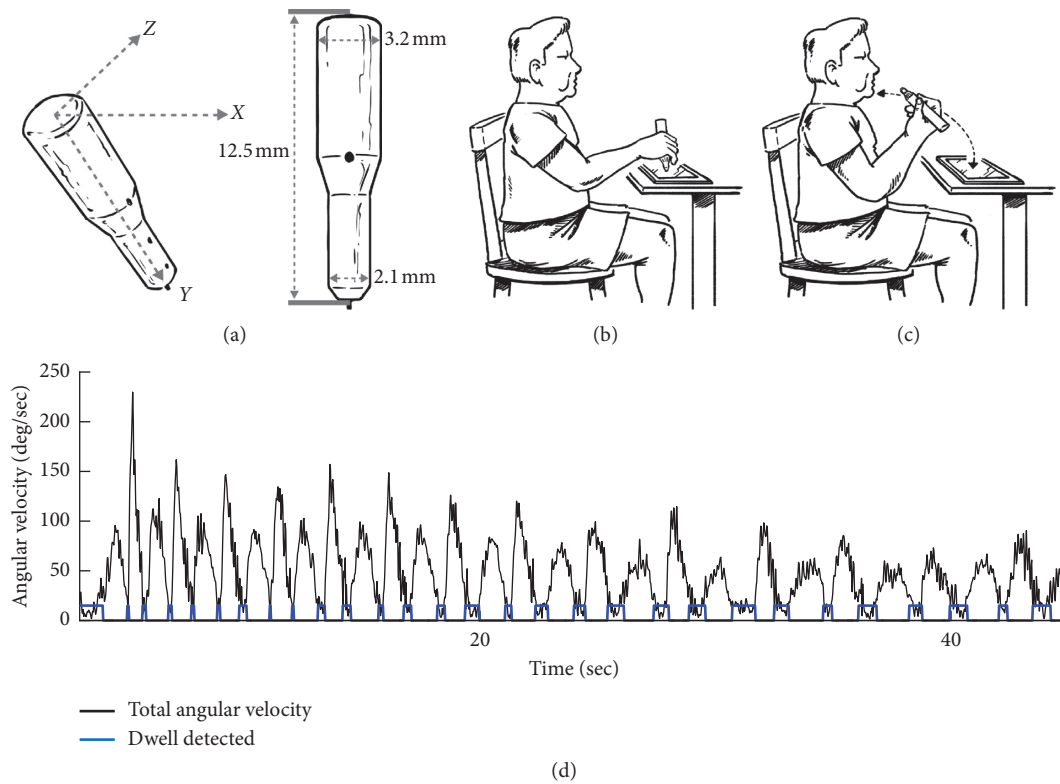 Z
X
Y
12.5 mm
3.2 mm
2.1 mm
(a)
(b)
(c)
Angular velocity (deg/sec)
250
200
150
100
50
0
20
40
Time (sec)
Total angular velocity
Dwell detected
(d)